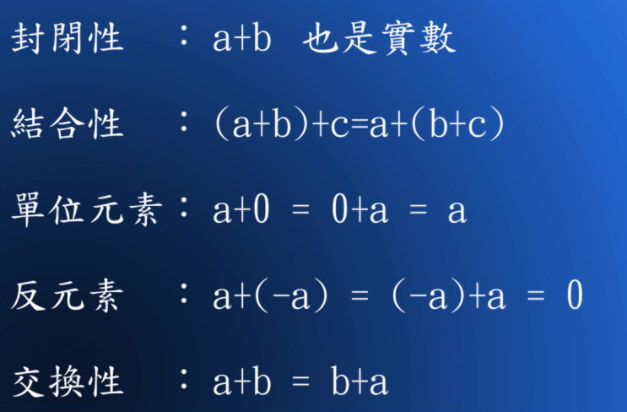 封閉性 : a+b 也是實數
結合性 : (a+b)+c=a+(b+c)
單位元素: a+0 = 0+a = a
反元素 : a+(-a) = (-a)+a = 0
交換性 : a+b = b+a